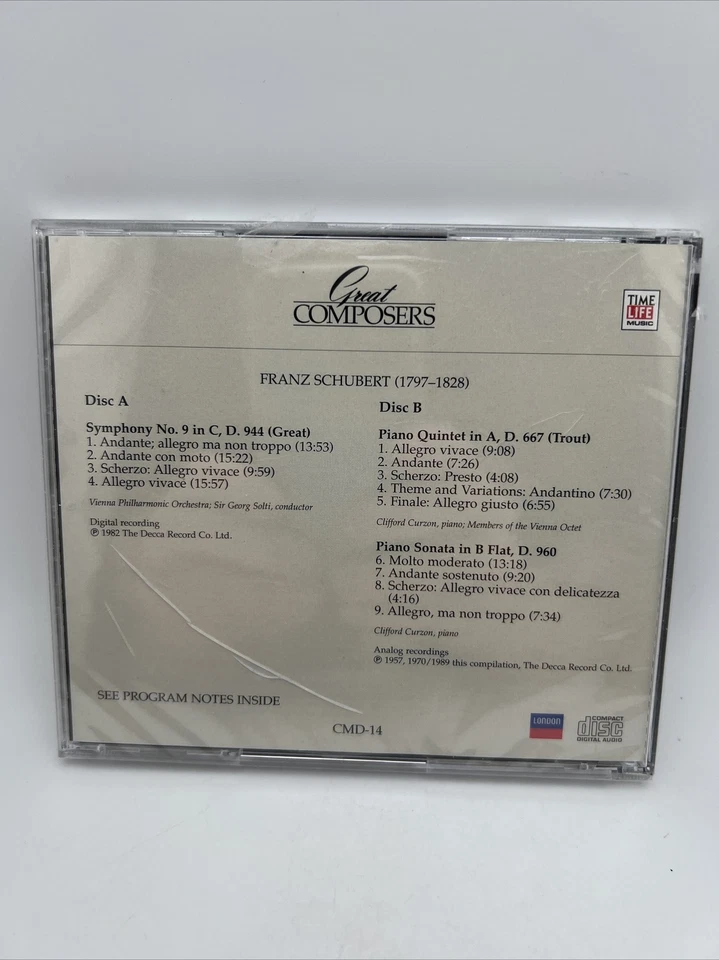 Great
COMPOSERS
TIME
LIFE
MUSIC
FRANZ SCHUBERT (1797–1828)
Disc A
Symphony No. 9 in C, D. 944 (Great)
1. Andante; allegro ma non troppo (13:53)
2. Andante con moto (15:22)
3. Scherzo: Allegro vivace (9:59)
4. Allegro vivace (15:57)
Vienna Philharmonic Orchestra; Sir Georg Solti, conductor
Digital recording
℗ 1982 The Decca Record Co. Ltd.
Disc B
Piano Quintet in A, D. 667 (Trout)
1. Allegro vivace (9:08)
2. Andante (7:26)
3. Scherzo: Presto (4:08)
4. Theme and Variations: Andantino (7:30)
5. Finale: Allegro giusto (6:55)
Clifford Curzon, piano; Members of the Vienna Octet
Piano Sonata in B Flat, D. 960
6. Molto moderato (13:18)
7. Andante sostenuto (9:20)
8. Scherzo: Allegro vivace con delicatezza
(4:16)
9. Allegro, ma non troppo (7:34)
Clifford Curzon, piano
Analog recordings
℗ 1957, 1970/1989 this compilation, The Decca Record Co. Ltd.
SEE PROGRAM NOTES INSIDE
CMD-14
LONDON
COMPACT
disc
DIGITAL AUDIO